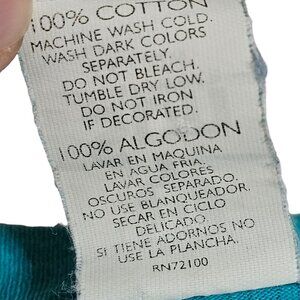 100% COTTON
MACHINE WASH COLD.
WASH DARK COLORS
SEPARATELY.
DO NOT BLEACH.
TUMBLE DRY LOW.
DO NOT IRON
IF DECORATED.
100% ALGODON
LAVAR EN MAQUINA
EN AGUA FRIA.
LAVAR COLORES
OSCUROS SEPARADO.
NO USE BLANQUEADOR.
SECAR EN CICLO
DELICADO.
SI TIENE ADORNOS NO
USE LA PLANCHA.
RN72100